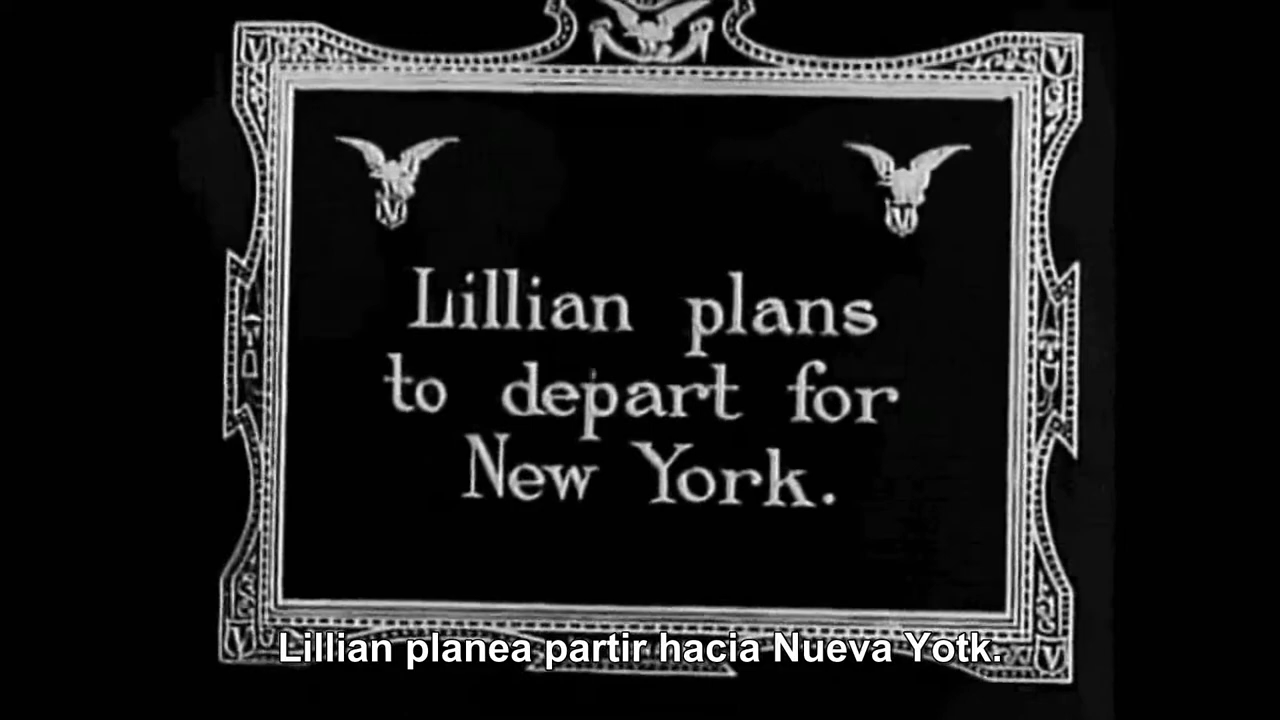 Lillian plans
to depart for
New York.
Lillian planea partir hacia Nueva Yotk.